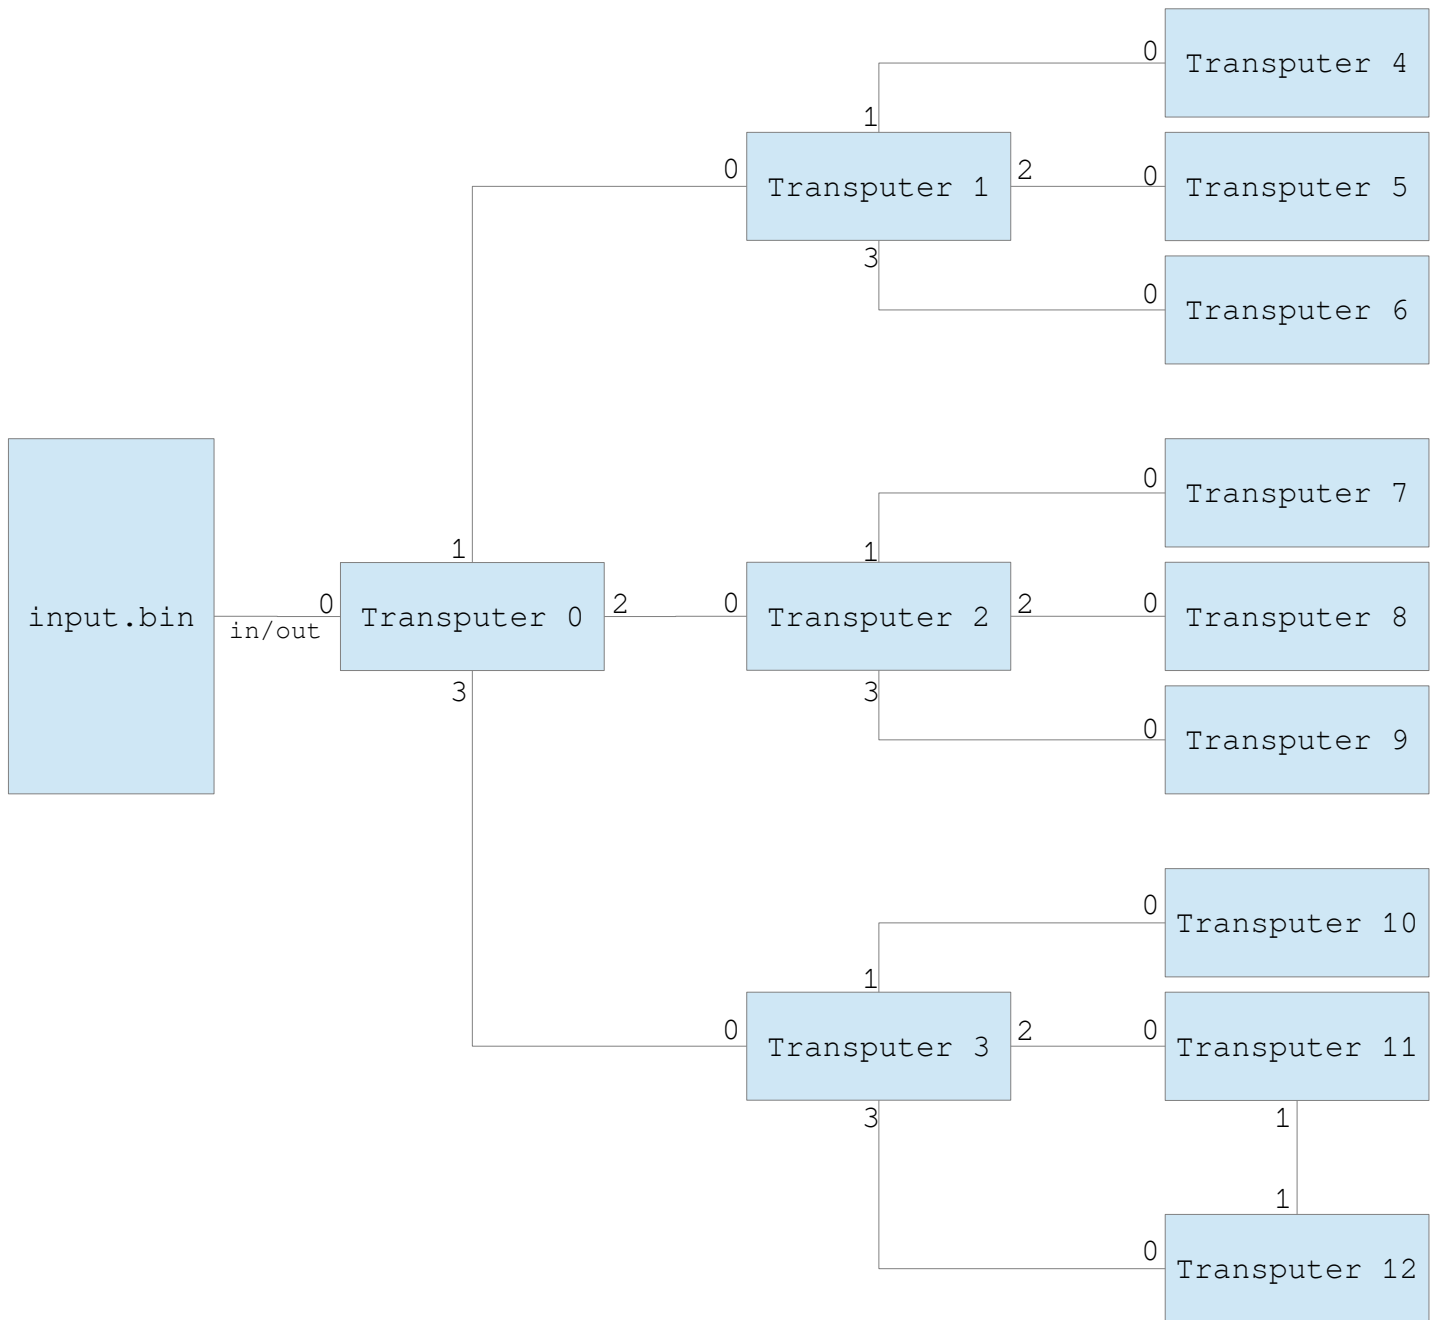 0
Transputer 4
1
0
Transputer 1
2
0
Transputer 5
3
0
Transputer 6
0
Transputer 7
1
1
input.bin
in/out
0
Transputer 0
2
0
Transputer 2
2
0
Transputer 8
3
3
0
Transputer 9
0
Transputer 10
1
0
Transputer 3
2
0
Transputer 11
3
1
1
0
Transputer 12